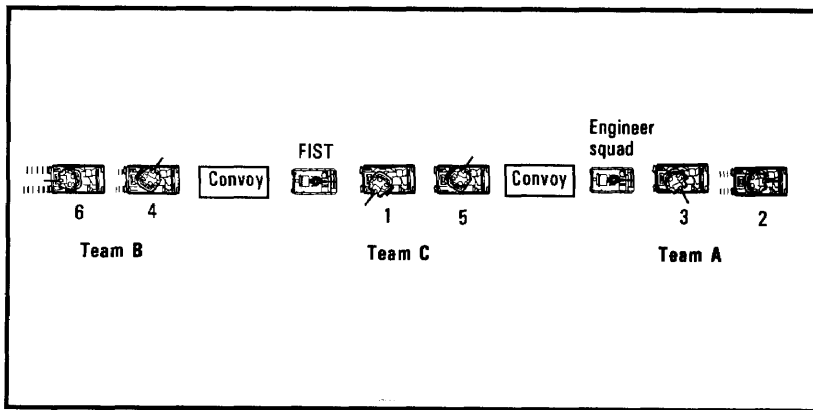 Engineer
squad
FIST
Convoy
Convoy
6
4
1
5
3
2
Team B
Team C
Team A